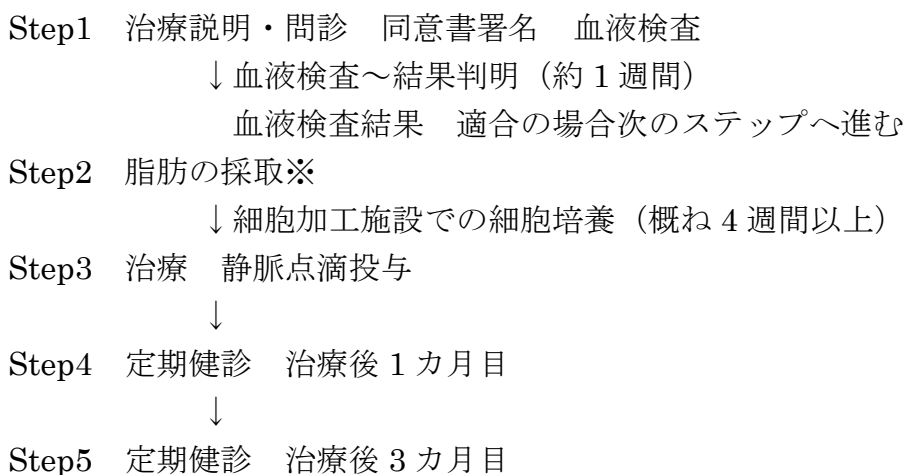 Step1　治療説明・問診　同意書署名　血液検査
↓血液検査～結果判明（約 1 週間）
血液検査結果　適合の場合次のステップへ進む
Step2　脂肪の採取※
↓細胞加工施設での細胞培養（概ね 4 週間以上）
Step3　治療　静脈点滴投与
↓
Step4　定期健診　治療後 1 カ月目
↓
Step5　定期健診　治療後 3 カ月目